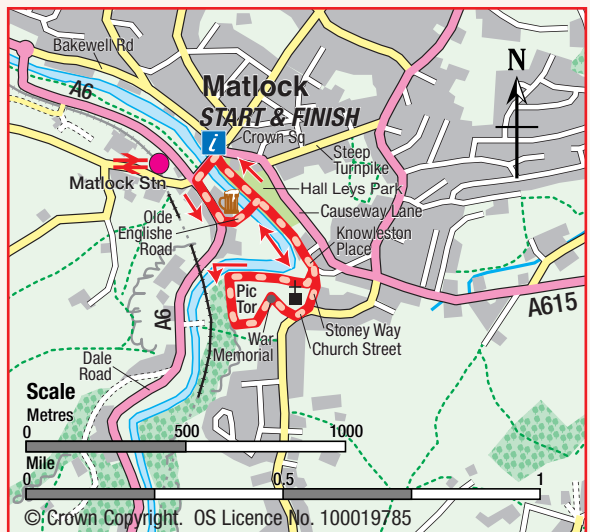 Bakewell Rd
A6
N
Matlock
START & FINISH
i
Crown Sq
Steep
Turnpike
Matlock Stn
Hall Leys Park
Causeway Lane
Olde
Englishe
Road
Knowleston
Place
Pic
Tor
A6
War
Memorial
Stoney Way
Church Street
A615
Dale
Road
Scale
Metres
0 500 1000
Mile
0 0.5 1
© Crown Copyright. OS Licence No. 100019785